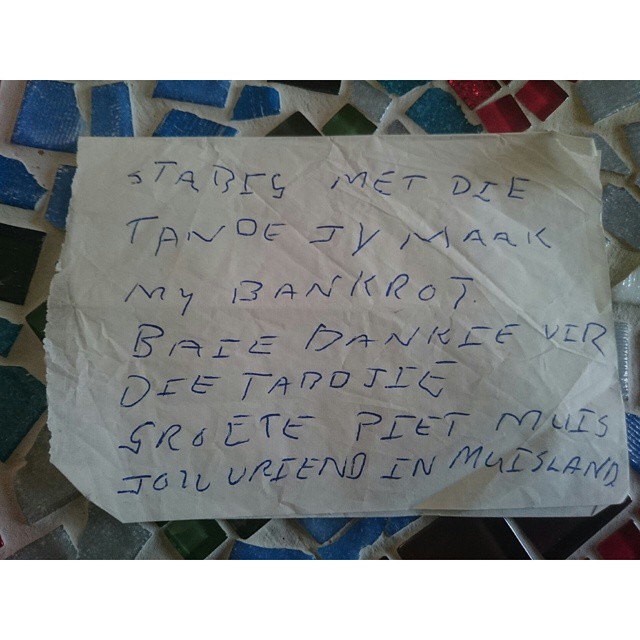 STADIG MET DIE
TANDE JY MAAK
MY BANKROT.
BAIE DANKIE VIR
DIE TANDJIE
GROETE PIET MUIS
JOU VRIEND IN MUISLAND